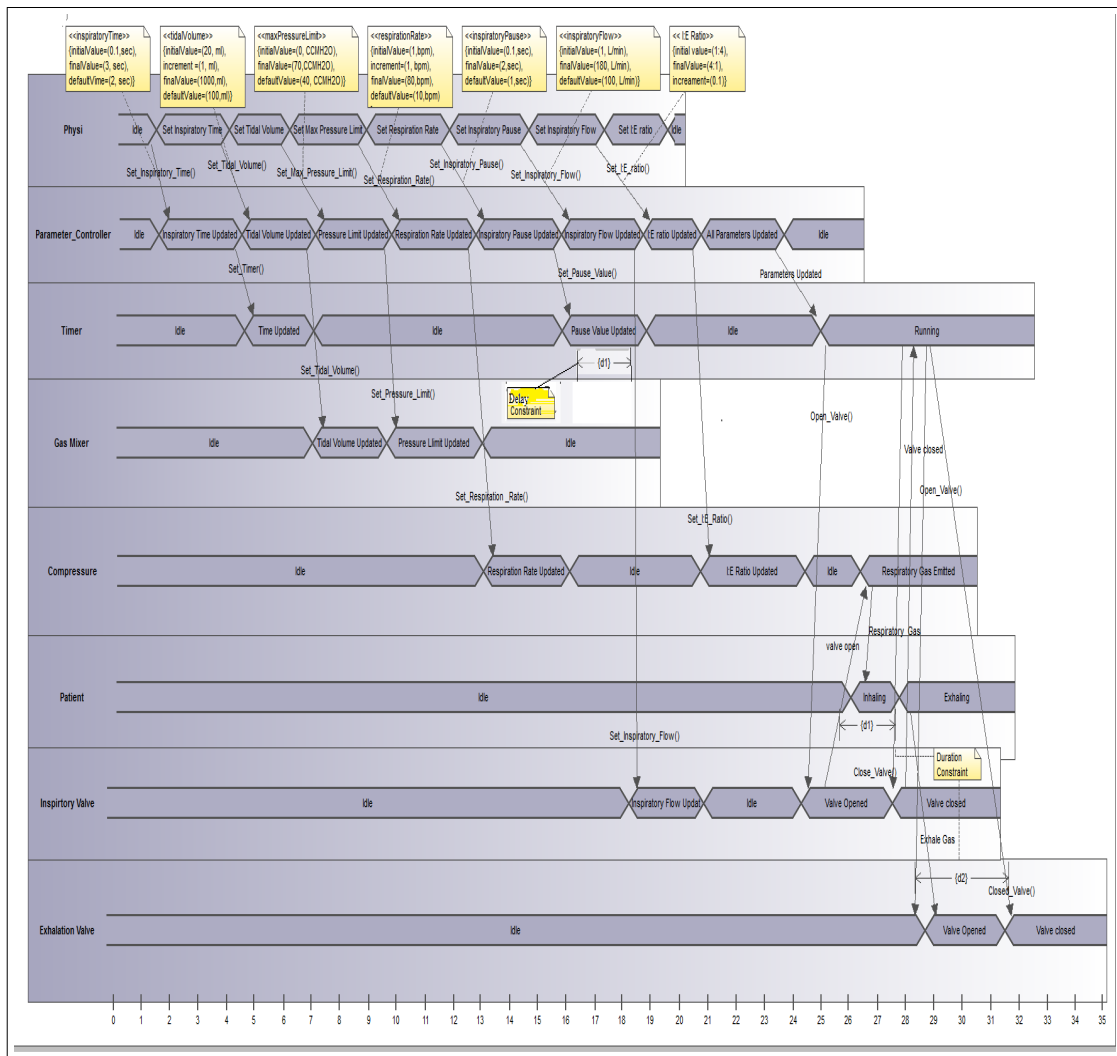 <<inspiratoryTime>>
{initialValue=(0.1,sec),
finalValue=(3, sec),
defaultVime=(2, sec)}
<<tidalVolume>>
{initialValue=(20, ml),
increment =(1, ml),
finalValue=(1000,ml),
defaultValue=
(100,ml)}
<<maxPressureLimit>>
{initialValue=(0, CCMH2O),
finalValue=(70,CCMH2O),
defaultValue=(40, CCMH2O)}
<<respirationRate>>
{initialValue=(1,bpm),
increment=(1, bpm),
finalValue=(80,bpm),
defaultValue=
(10,bpm)}
<<inspiratoryPause>>
{initialValue=(0.1,sec)
finalValue=(2,sec),
defaultValue=(1,sec)}
<<inspiratoryFlow>>
{initialValue=(1, L/min)
finalValue=(180, L/min),
defaultValue=(100, L/min)}
<< I:E Ratio>>
{initial value=(1:4),
finalValue=(4:1),
increament=(0.1)}
Physi
Idle
Set Inspiratory Time
Set Tidal Volume
Set Max Pressure Limit
Set Respiration Rate
Set Inspiratory Pause
Set Inspiratory Flow
Set I:E ratio
Idle
Set_Inspiratory_Time()
Set_Tidal_Volume()
Set_Max_Pressure_Limit()
Set_Respiration_Rate()
Set_Inspiratory_Pause()
Set_Inspiratory_Flow()
Set_I:E_ratio()
Parameter_Controller
Idle
Inspiratory Time Updated
Tidal Volume Updated
Pressure Limit Updated
Respiration Rate Updated
Inspiratory Pause Updated
Inspiratory Flow Updated
I:E ratio Updated
All Parameters Updated
Idle
Set_Timer()
Set_Pause_Value()
Parameters Updated
Timer
Idle
Time Updated
Idle
Pause Value Updated
Idle
Running
{d1}
Set_Tidal_Volume()
Set_Pressure_Limit()
Delay
Constraint
Open_Valve()
Gas Mixer
Idle
Tidal Volume Updated
Pressure LIimit Updated
Idle
Valve closed
Open_Valve()
Set_Respiration _Rate()
Set_I:E_Ratio()
Compressure
Idle
Respiration Rate Updated
Idle
I:E Ratio Updated
Idle
Respiratory Gas Emitted
Respiratory_Gas
valve open
Patient
Idle
Inhaling
Exhaling
{d1}
Set_Inspiratory_Flow()
Close_Valve()
Duration
Constraint
Inspirtory Valve
Idle
Inspiratory Flow Updat
Idle
Valve Opened
Valve closed
Exhale Gas
{d2}
Closed_Valve()
Exhalation Valve
Idle
Valve Opened
Valve closed
0 1 2 3 4 5 6 7 8 9 10 11 12 13 14 15 16 17 18 19 20 21 22 23 24 25 26 27 28 29 30 31 32 33 34 35